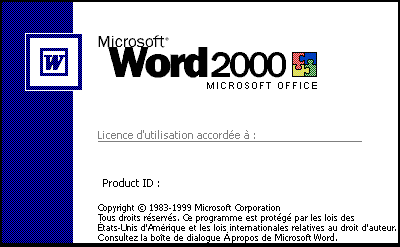 Microsoft®
Word 2000
MICROSOFT OFFICE
W
Licence d'utilisation accordée à :
Product ID :
Copyright © 1983-1999 Microsoft Corporation
Tous droits réservés. Ce programme est protégé par les lois des
États-Unis d'Amérique et les lois internationales relatives au droit d'auteur.
Consultez la boîte de dialogue À propos de Microsoft Word.